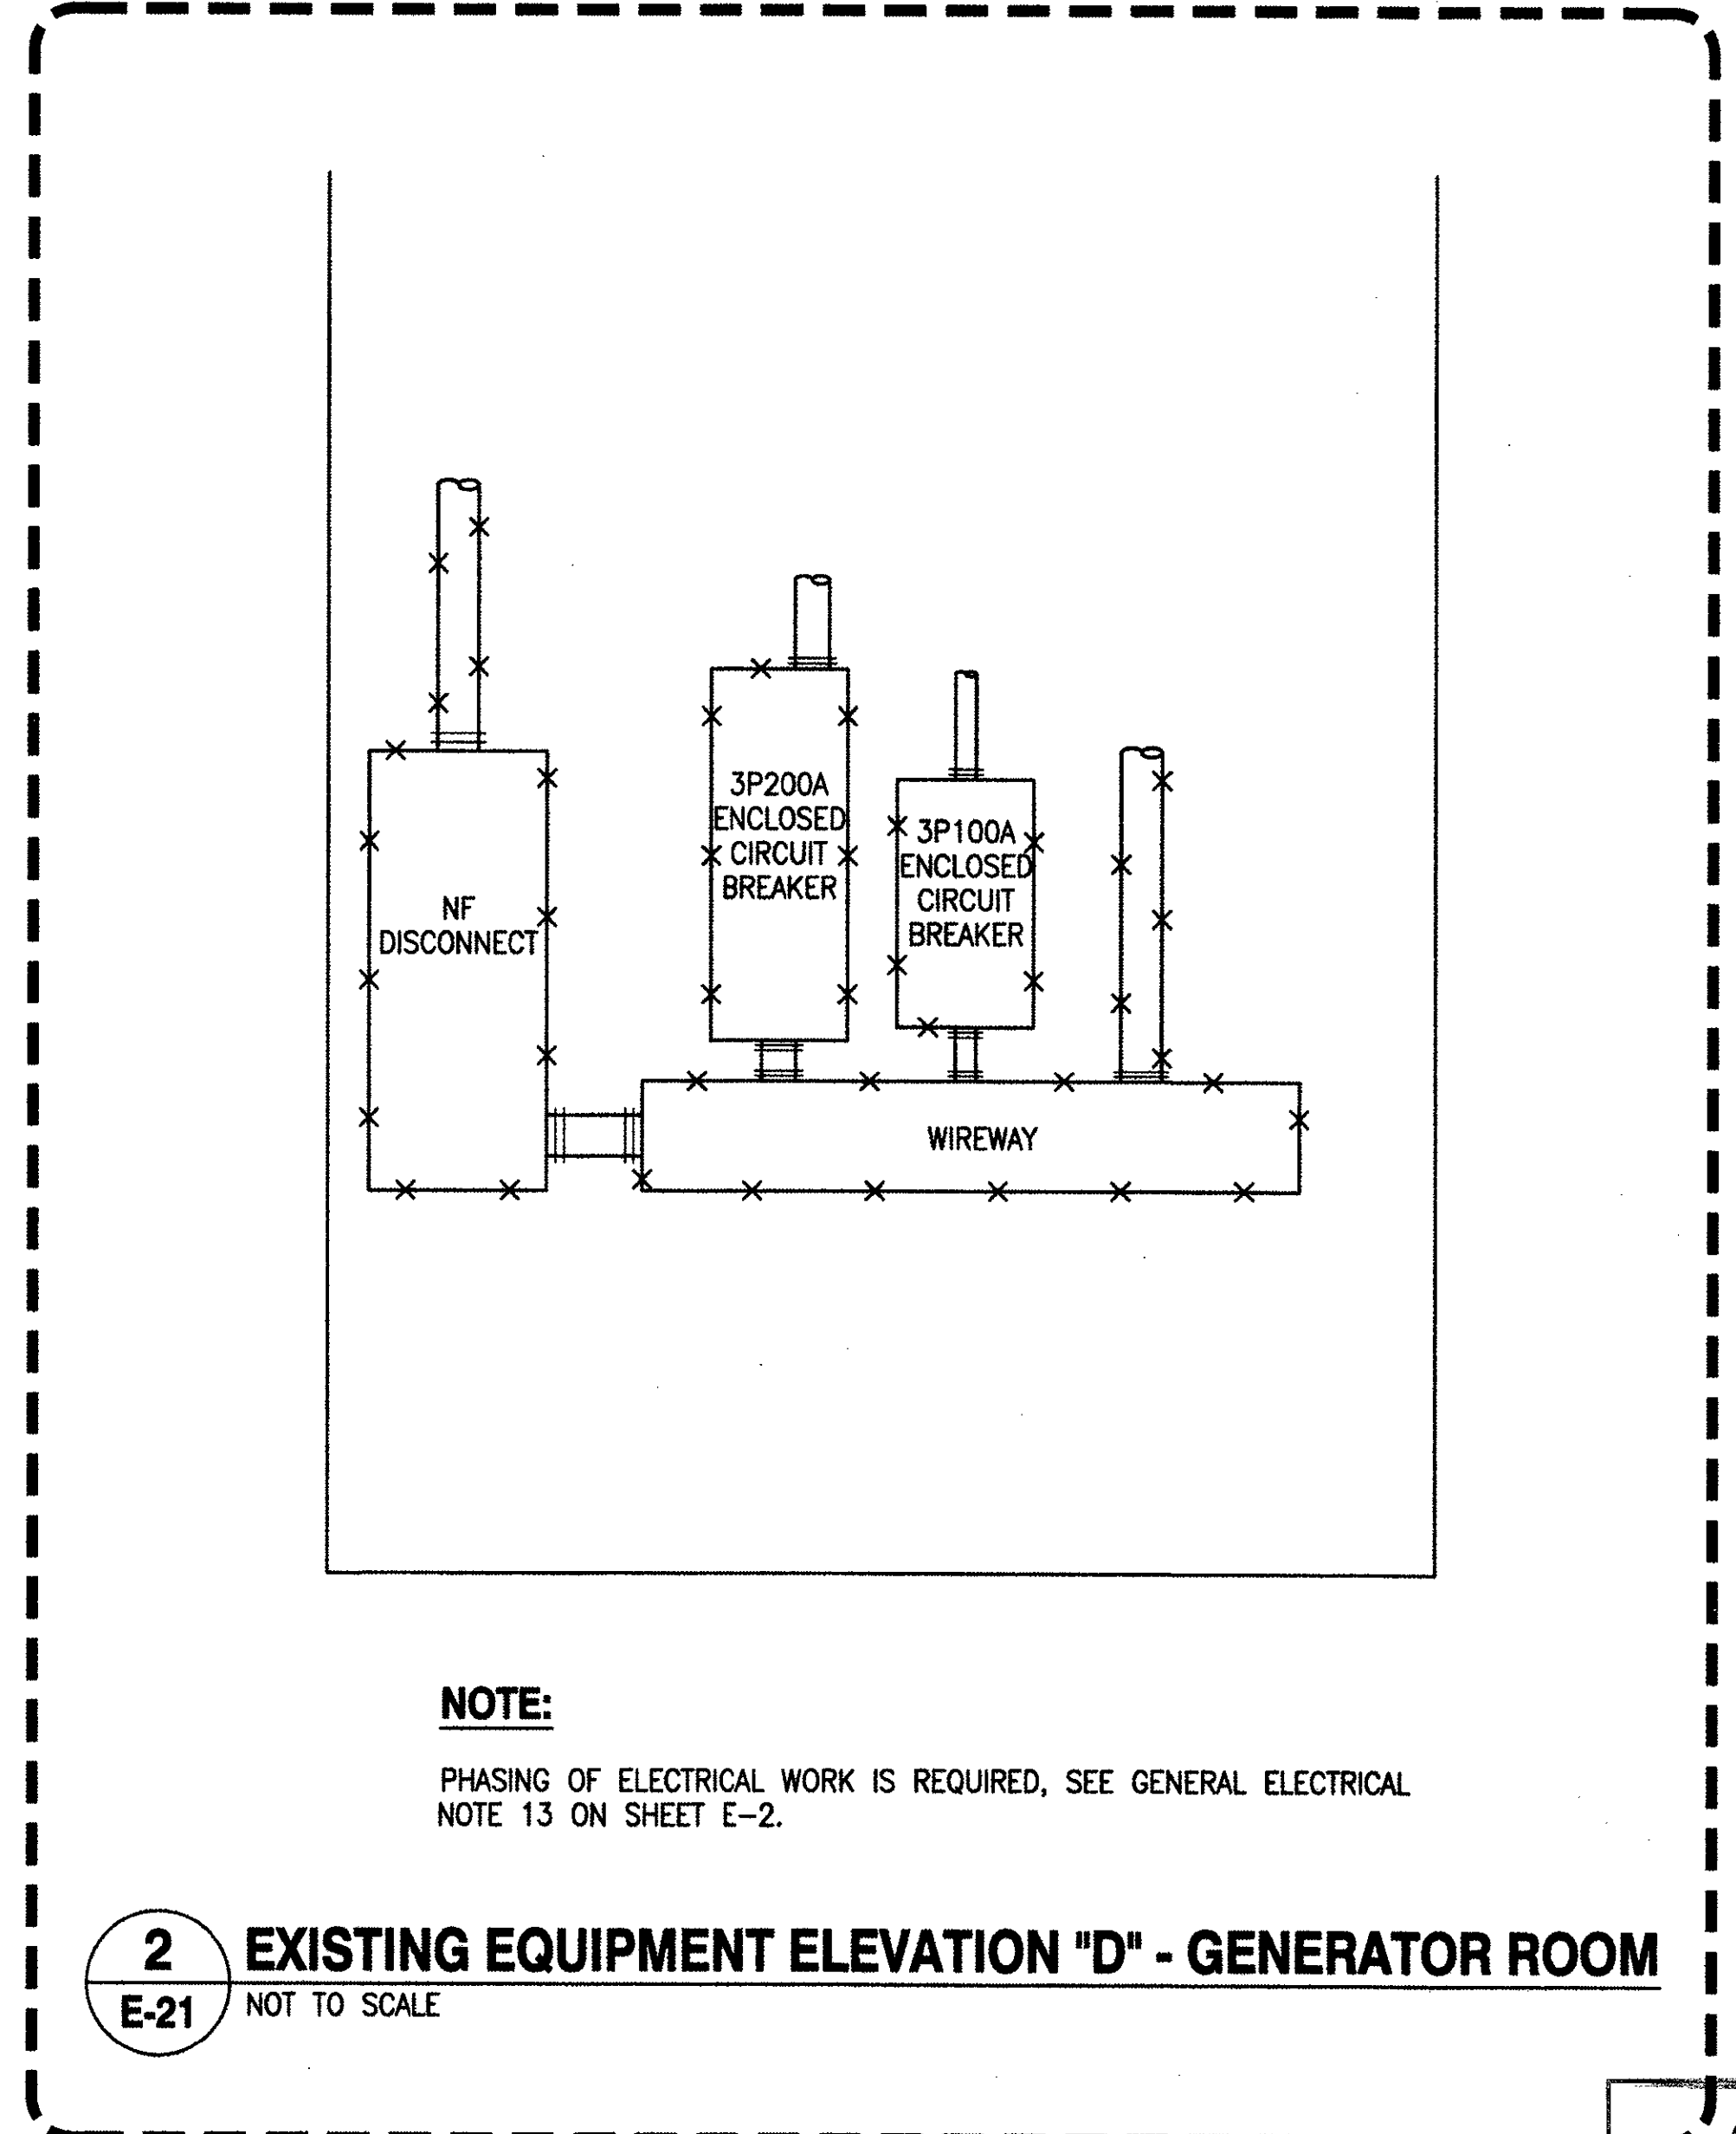 3P200A
ENCLOSED
CIRCUIT
BREAKER
3P100A
ENCLOSED
CIRCUIT
BREAKER
NF
DISCONNECT
WIREWAY
NOTE:
PHASING OF ELECTRICAL WORK IS REQUIRED, SEE GENERAL ELECTRICAL
NOTE 13 ON SHEET E-2.
2
E-21
EXISTING EQUIPMENT ELEVATION "D" - GENERATOR ROOM
NOT TO SCALE